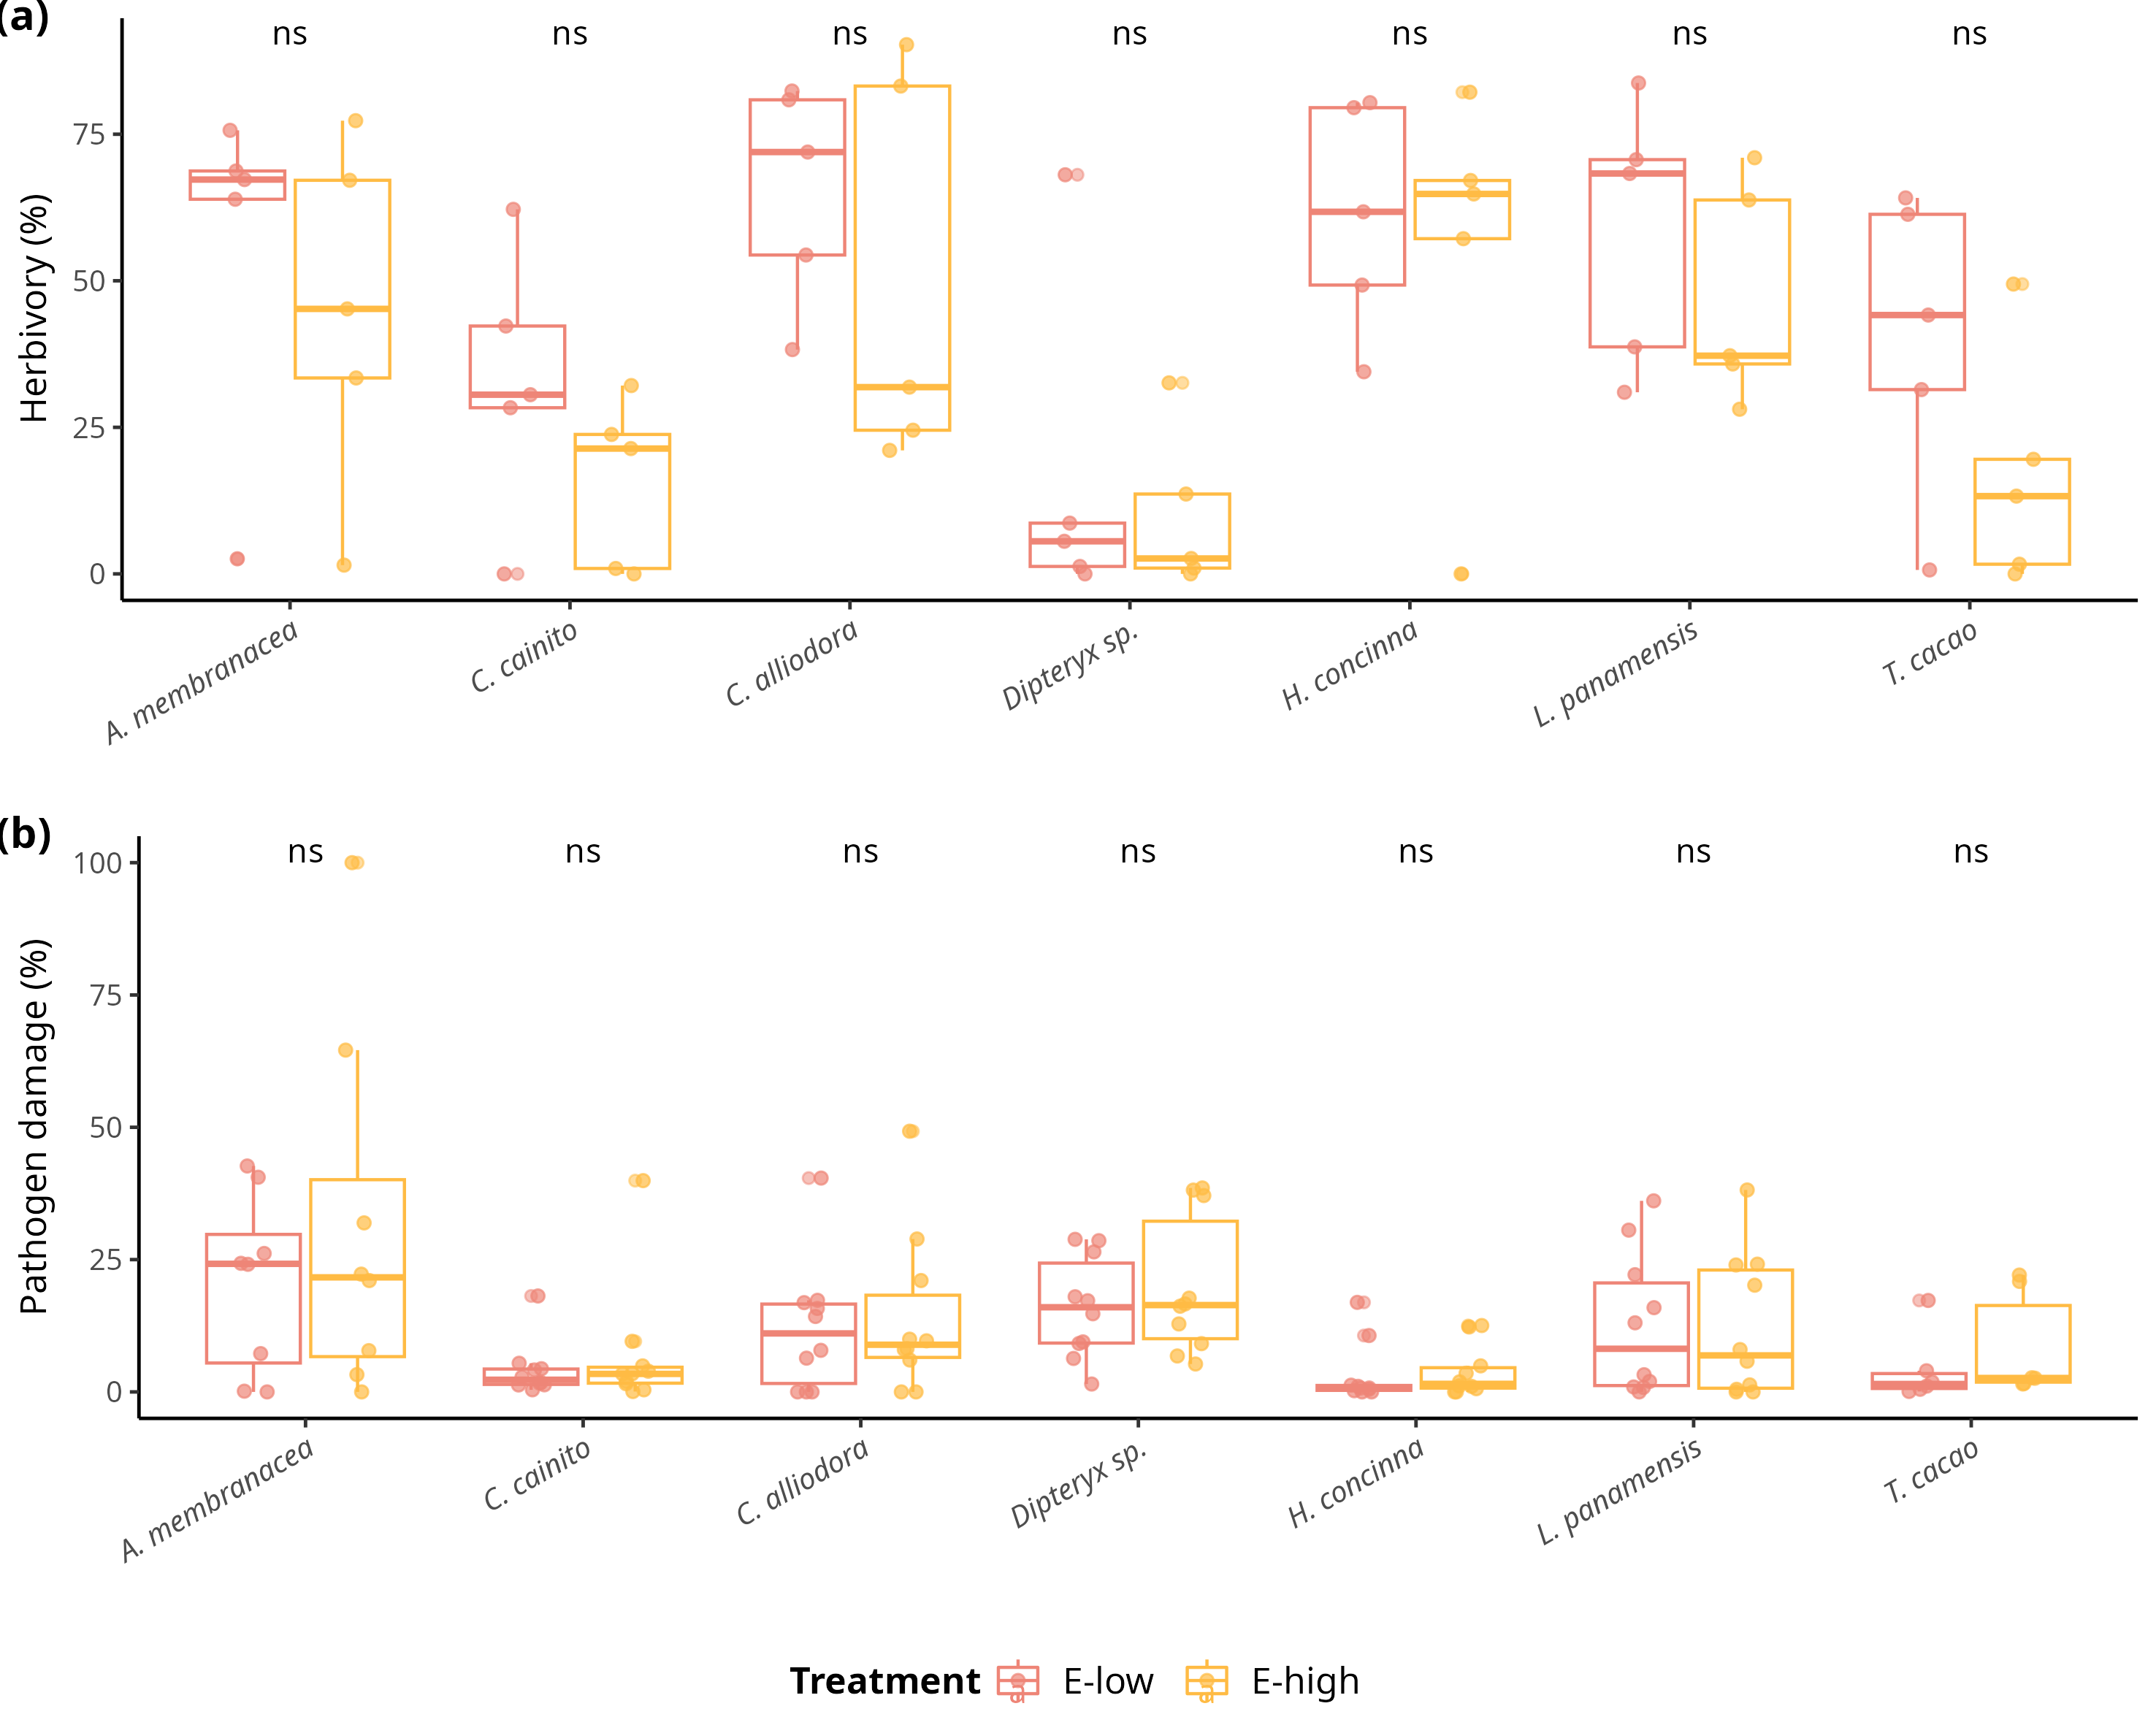 (a)
ns ns ns ns ns ns ns
Herbivory (%)
75
50
25
0
A. membranacea C. cainito C. alliodora Dipteryx sp. H. concinna L. panamensis T. cacao
(b)
ns ns ns ns ns ns ns
Pathogen damage (%)
100
75
50
25
0
A. membranacea C. cainito C. alliodora Dipteryx sp. H. concinna L. panamensis T. cacao
Treatment E-low E-high